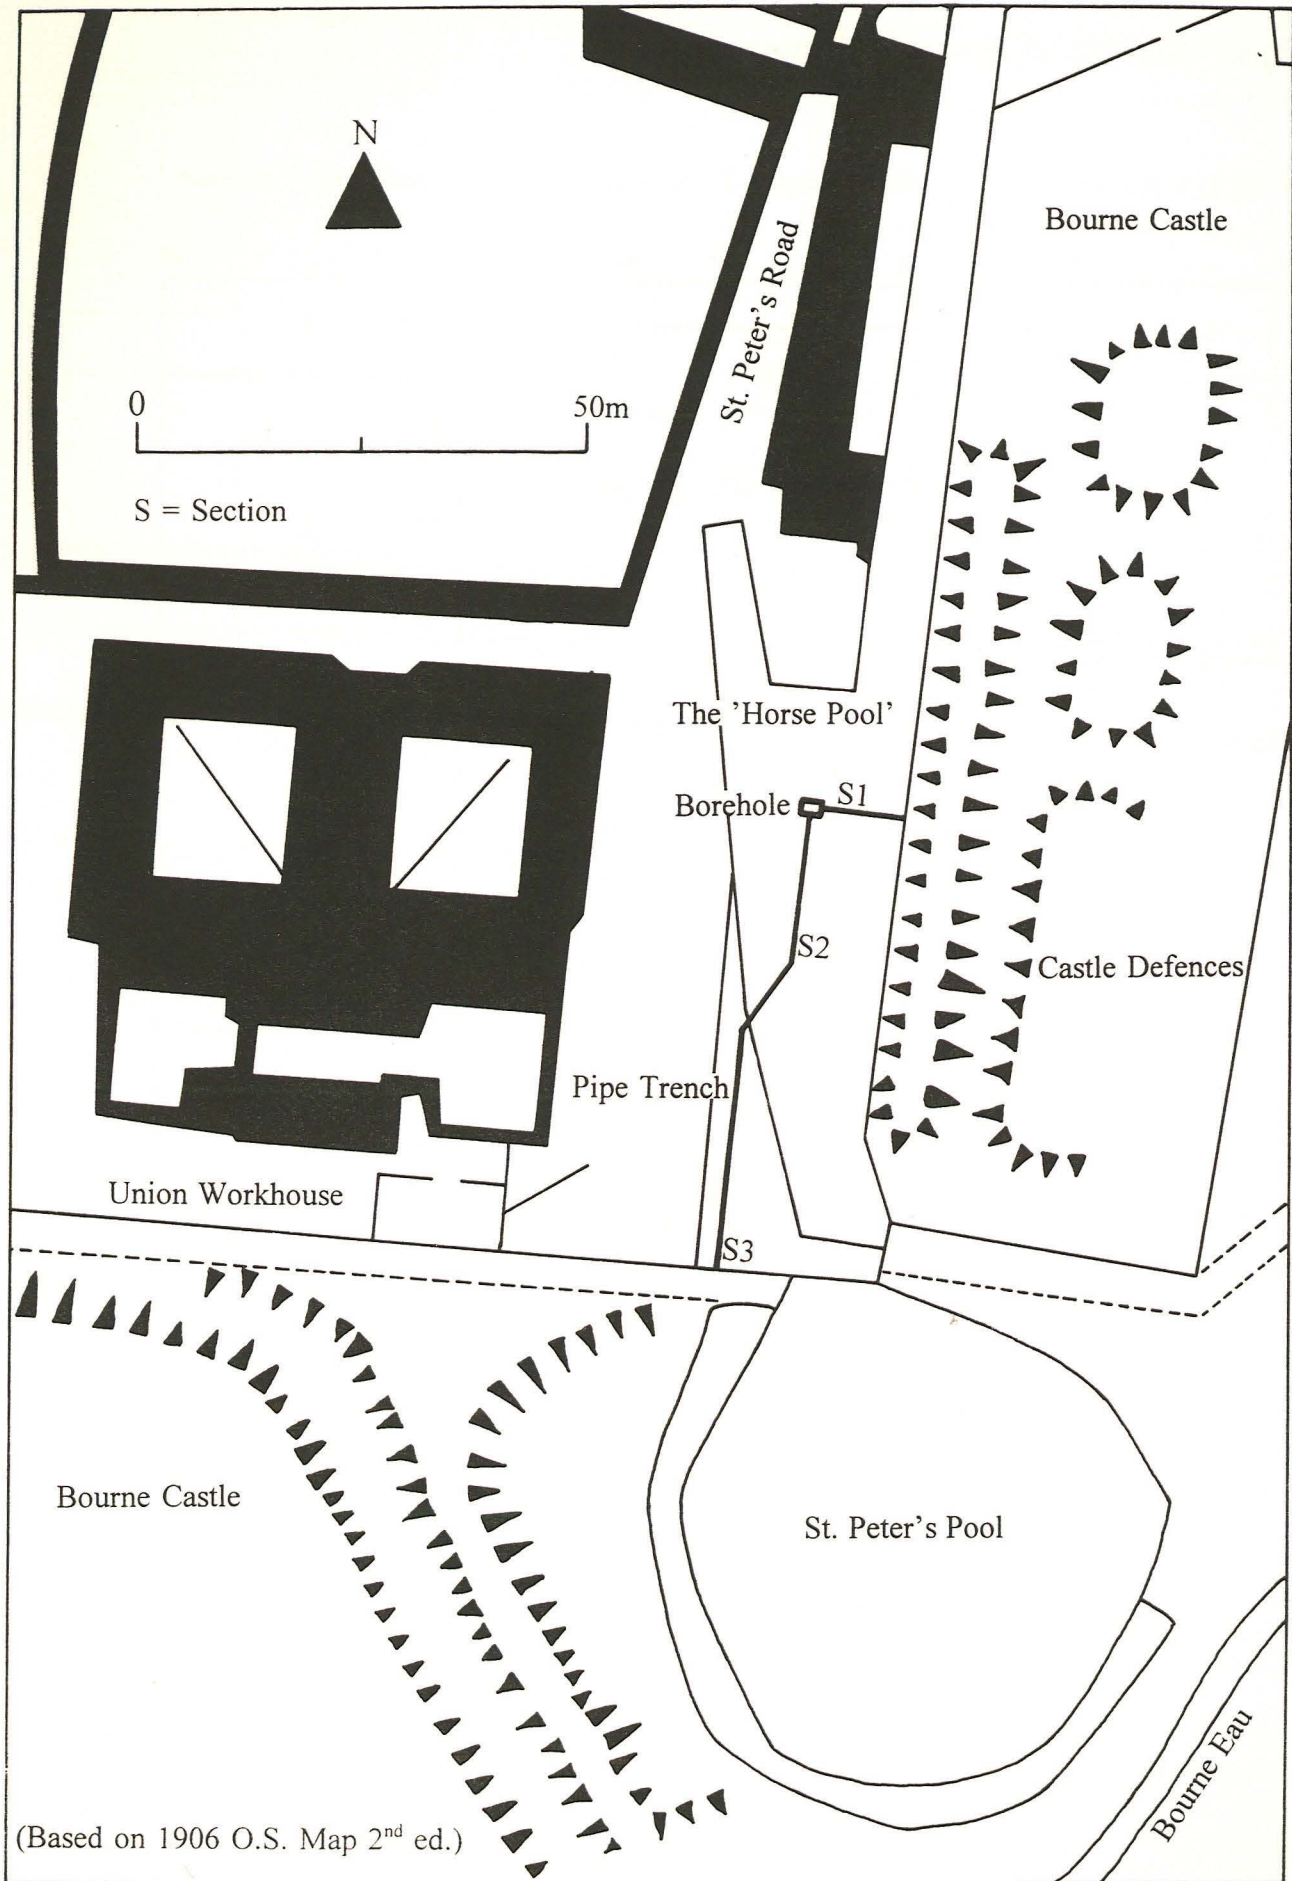 N
Bourne Castle
St. Peter's Road
0 50m
S = Section
The 'Horse Pool'
Borehole
S1
S2
Castle Defences
Pipe Trench
Union Workhouse
S3
Bourne Castle
St. Peter's Pool
Bourne Eau
(Based on 1906 O.S. Map 2nd ed.)